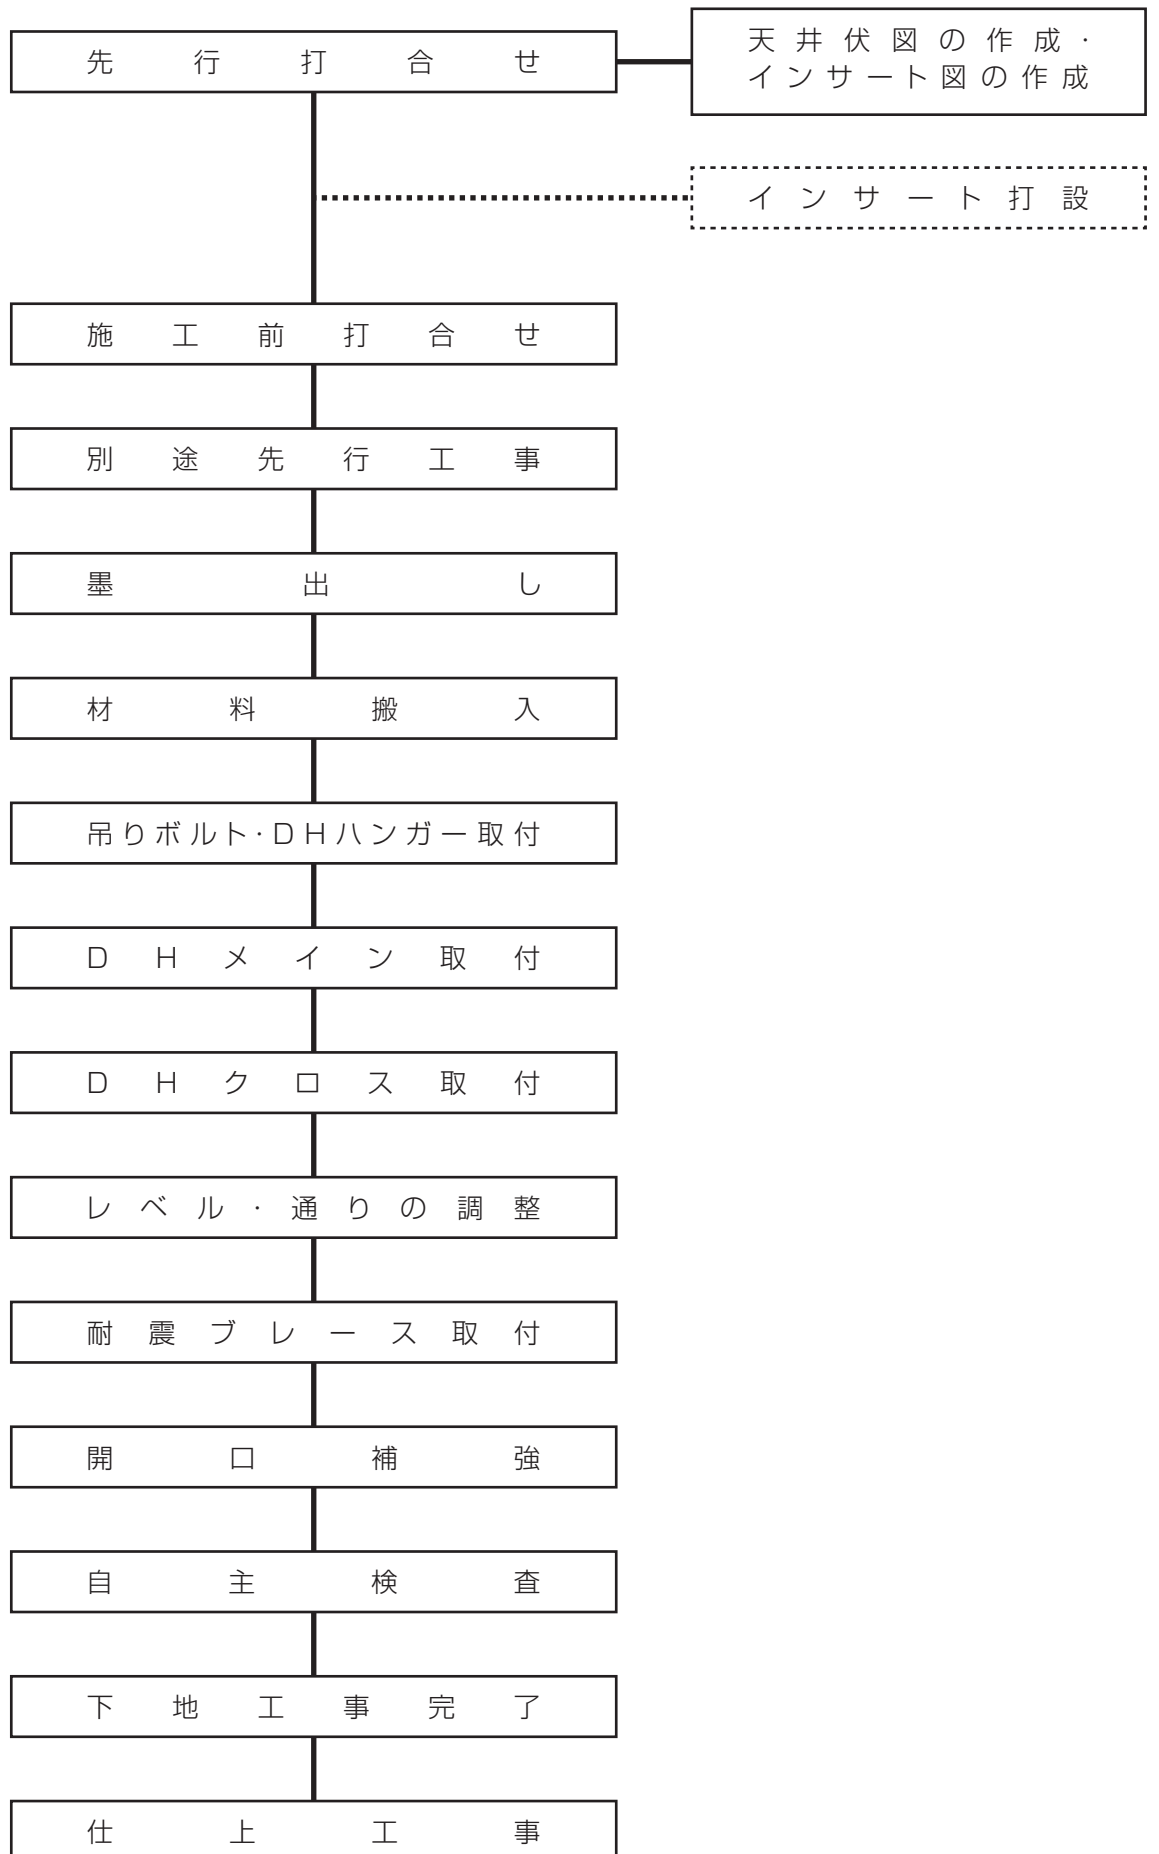 先行打合せ
天井伏図の作成・
インサート図の作成
インサート打設
施工前打合せ
別途先行工事
墨出し
材料搬入
吊りボルト・DHハンガー取付
DHメイン取付
DHクロス取付
レベル・通りの調整
耐震ブレース取付
開口補強
自主検査
下地工事完了
仕上工事